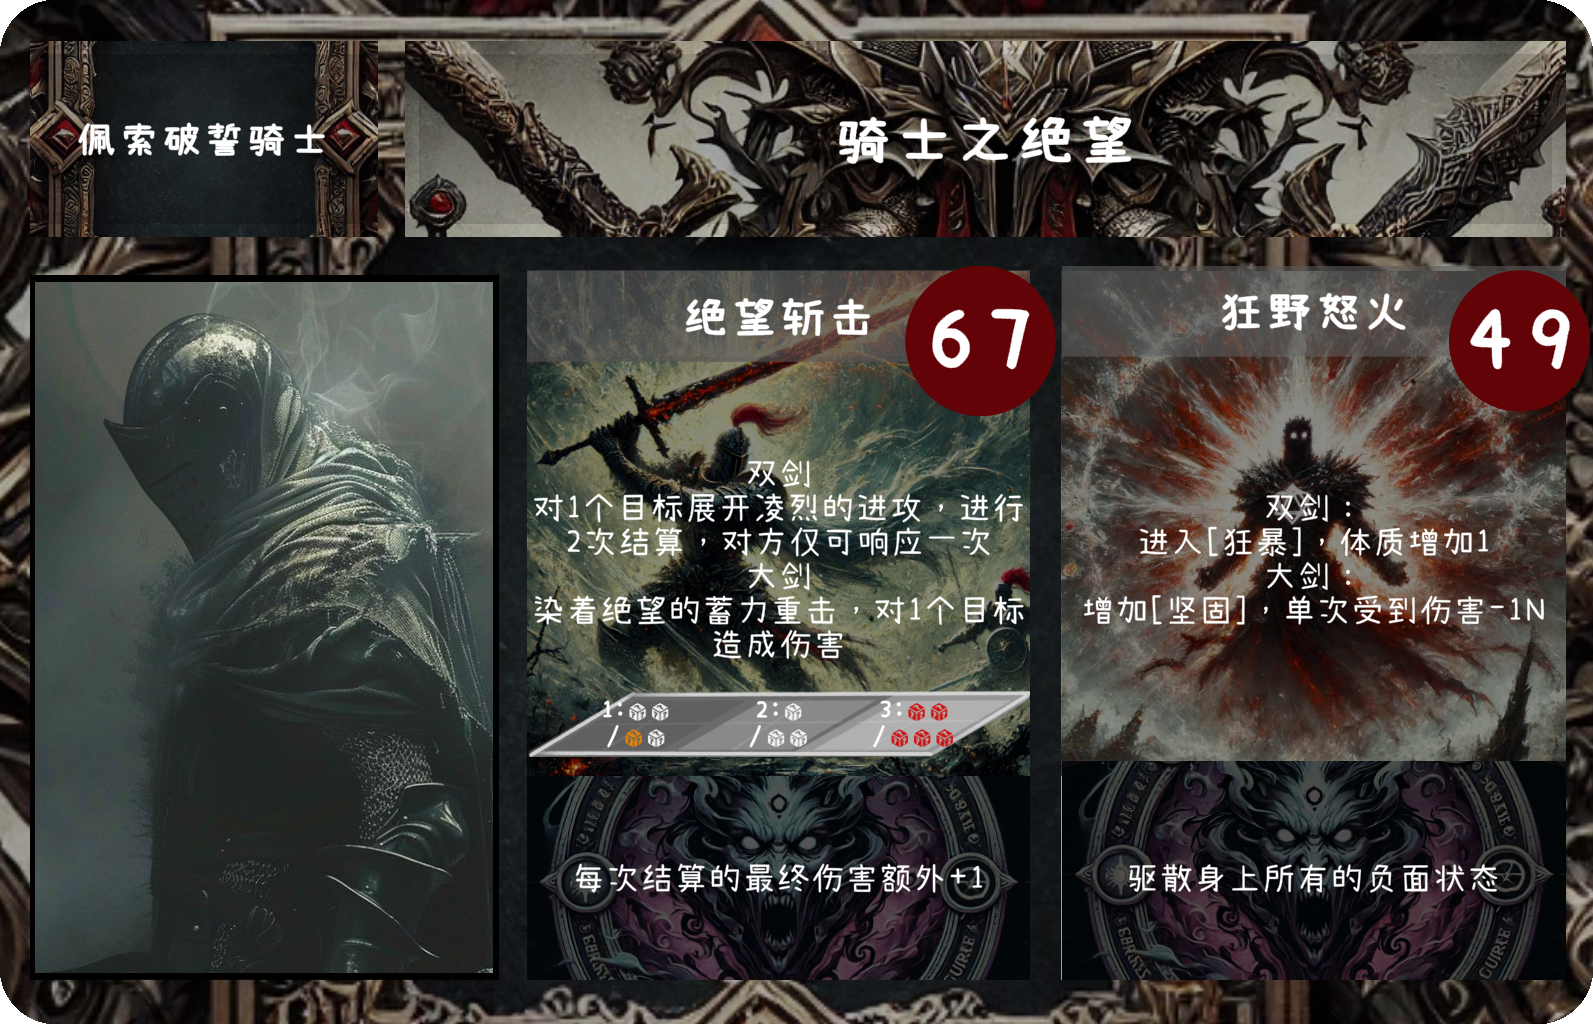 佩索破誓骑士
骑士之绝望
绝望斩击
67
双剑
对1个目标展开凌烈的进攻，进行
2次结算，对方仅可响应一次
大剑
染着绝望的蓄力重击，对1个目标
造成伤害
1:
2:
3:
/
/
/
每次结算的最终伤害额外+1
狂野怒火
49
双剑：
进入[狂暴]，体质增加1
大剑：
增加[坚固]，单次受到伤害-1N
驱散身上所有的负面状态